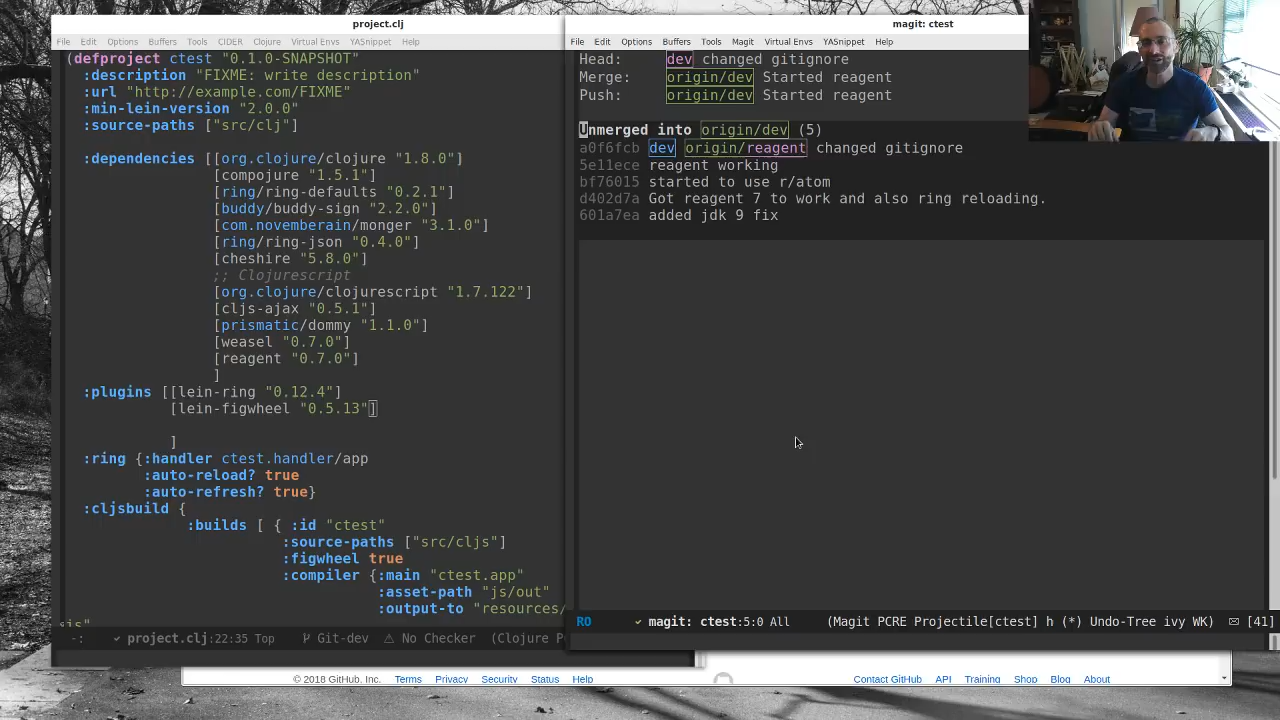 project.clj
File Edit Options Buffers Tools CIDER Clojure Virtual Envs YASnippet Help
(defproject ctest "0.1.0-SNAPSHOT"
:description "FIXME: write description"
:url "http://example.com/FIXME"
:min-lein-version "2.0.0"
:source-paths ["src/clj"]
:dependencies [[org.clojure/clojure "1.8.0"]
[compojure "1.5.1"]
[ring/ring-defaults "0.2.1"]
[buddy/buddy-sign "2.2.0"]
[com.novemberain/monger "3.1.0"]
[ring/ring-json "0.4.0"]
[cheshire "5.8.0"]
;; Clojurescript
[org.clojure/clojurescript "1.7.122"]
[cljs-ajax "0.5.1"]
[prismatic/dommy "1.1.0"]
[weasel "0.7.0"]
[reagent "0.7.0"]
]
:plugins [[lein-ring "0.12.4"]
[lein-figwheel "0.5.13"]
]
:ring {:handler ctest.handler/app
:auto-reload? true
:auto-refresh? true}
:cljsbuild {
:builds [ { :id "ctest"
:source-paths ["src/cljs"]
:figwheel true
:compiler {:main "ctest.app"
:asset-path "js/out"
:output-to "resources/
js"
-: ✔ project.clj:22:35 Top Git-dev ⚠ No Checker (Clojure P
magit: ctest
File Edit Options Buffers Tools Magit Virtual Envs YASnippet Help
Head: dev changed gitignore
Merge: origin/dev Started reagent
Push: origin/dev Started reagent
Unmerged into origin/dev (5)
a0f6fcb dev origin/reagent changed gitignore
5e11ece reagent working
bf76015 started to use r/atom
d402d7a Got reagent 7 to work and also ring reloading.
601a7ea added jdk 9 fix
RO ✔ magit: ctest:5:0 All (Magit PCRE Projectile[ctest] h (*) Undo-Tree ivy WK) ✉ [41]
© 2018 GitHub, Inc. Terms Privacy Security Status Help Contact GitHub API Training Shop Blog About